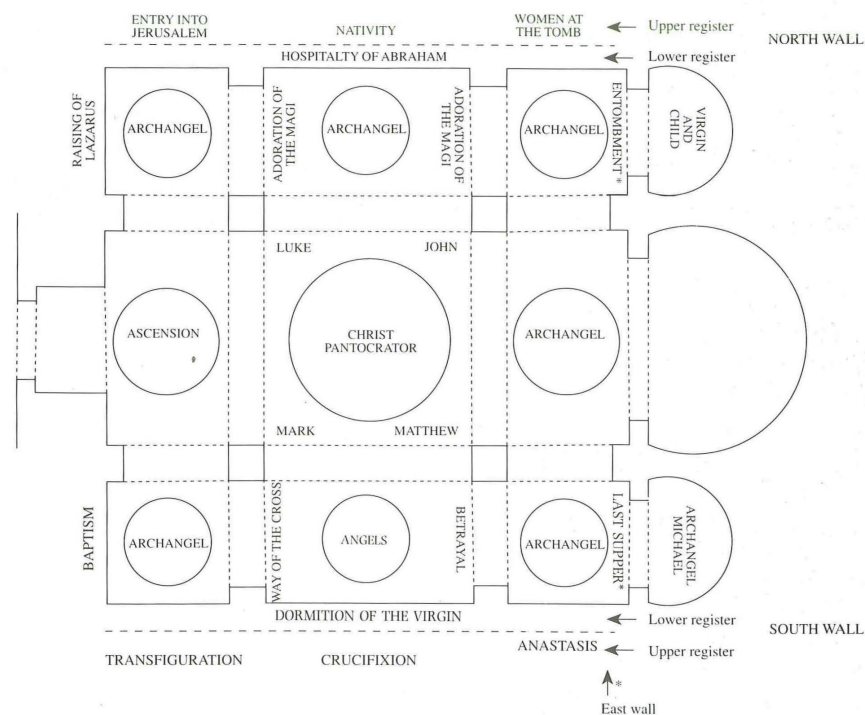 ENTRY INTO
JERUSALEM
NATIVITY
WOMEN AT
THE TOMB
Upper register
NORTH WALL
Lower register
HOSPITALTY OF ABRAHAM
RAISING OF
LAZARUS
ARCHANGEL
ADORATION OF
THE MAGI
ARCHANGEL
ADORATION OF
THE MAGI
ARCHANGEL
ENTOMBMENT *
VIRGIN
AND
CHILD
LUKE
JOHN
ASCENSION
CHRIST
PANTOCRATOR
ARCHANGEL
MARK
MATTHEW
BAPTISM
ARCHANGEL
WAY OF THE CROSS
ANGELS
BETRAYAL
ARCHANGEL
LAST SUPPER*
ARCHANGEL
MICHAEL
DORMITION OF THE VIRGIN
Lower register
SOUTH WALL
TRANSFIGURATION
CRUCIFIXION
ANASTASIS
Upper register
*
East wall